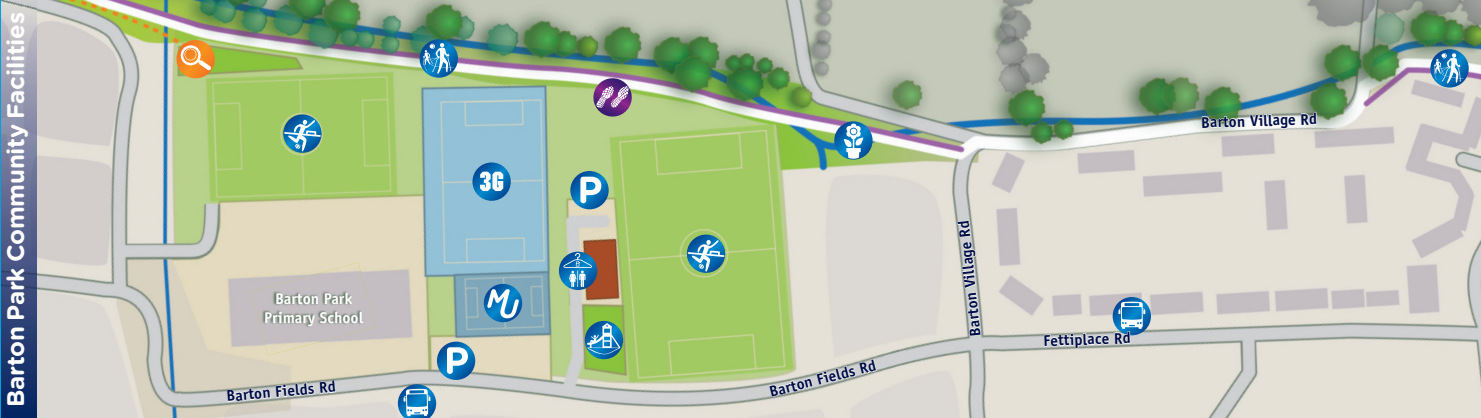 Barton Park Community Facilities
3G
P
MU
P
Barton Park
Primary School
Barton Fields Rd
Barton Fields Rd
Barton Village Rd
Barton Village Rd
Fettiplace Rd